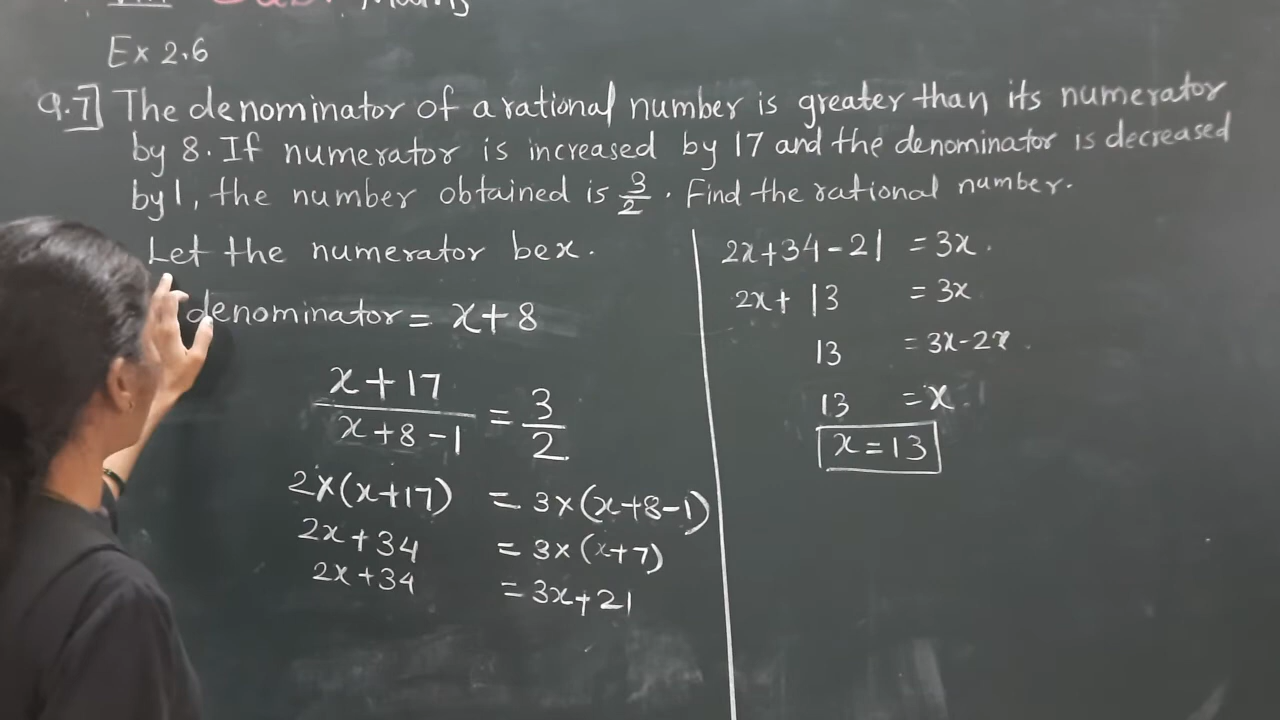 Maths
Ex 2.6
Q.7] The denominator of a rational number is greater than its numerator
by 8. If numerator is increased by 17 and the denominator is decreased
by 1, the number obtained is 3/2. Find the rational number.
Let the numerator be x.
denominator = x+8
x+17 / x+8-1 = 3/2
2×(x+17) = 3×(x+8-1)
2x+34 = 3×(x+7)
2x+34 = 3x+21
2x+34-21 = 3x.
2x+ 13 = 3x
13 = 3x-2x.
13 = x
x=13